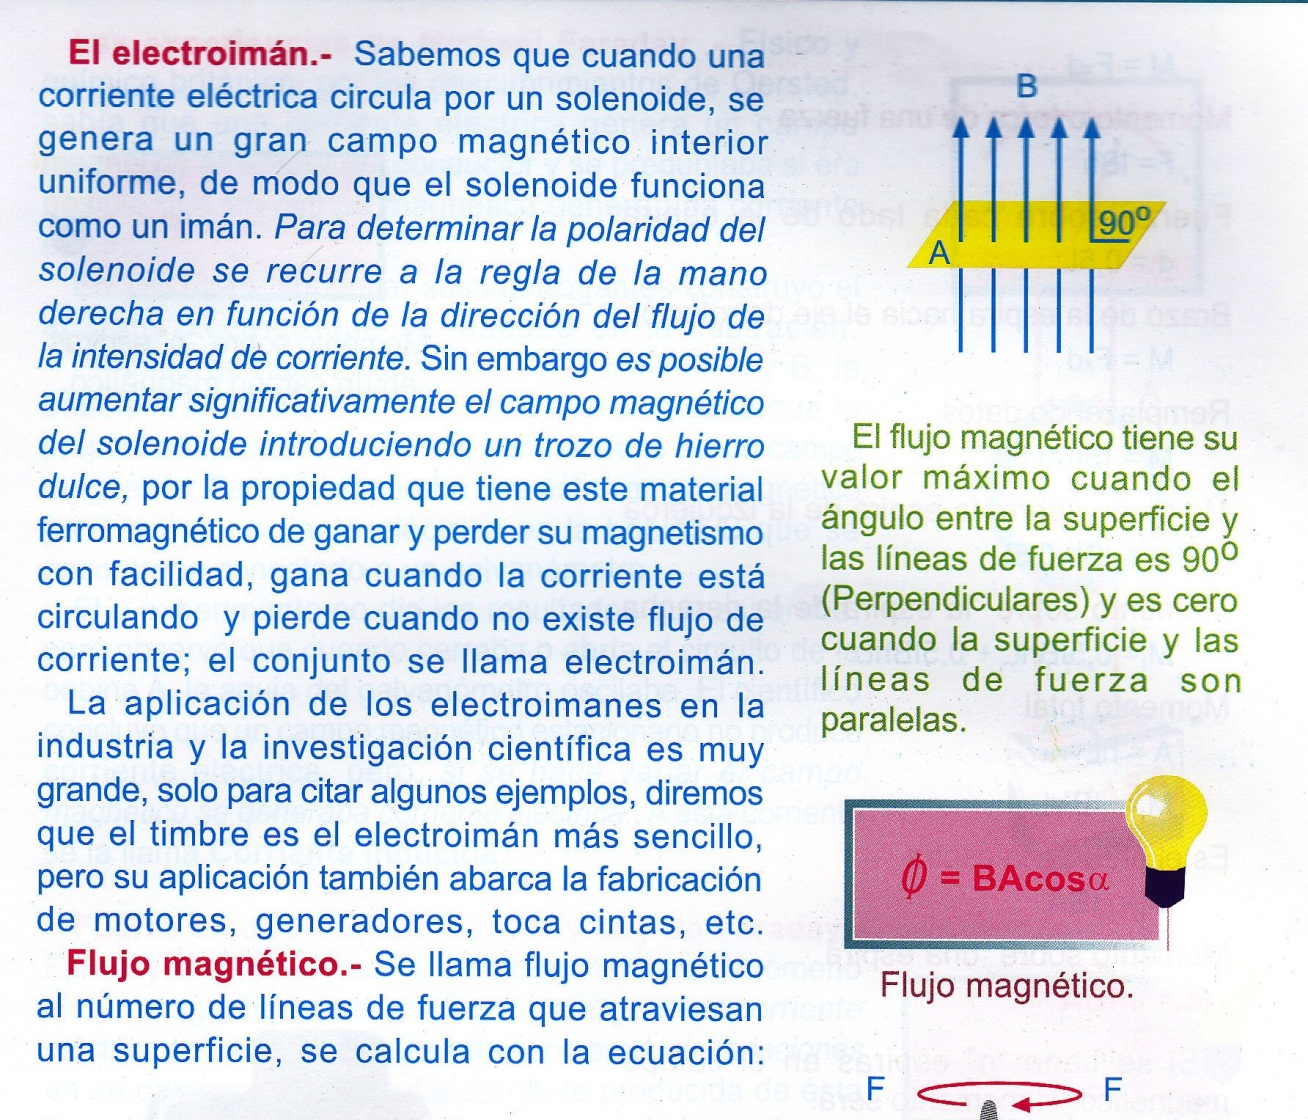 El electroimán.- Sabemos que cuando una
corriente eléctrica circula por un solenoide, se
genera un gran campo magnético interior
uniforme, de modo que el solenoide funciona
como un imán. Para determinar la polaridad del
solenoide se recurre a la regla de la mano
derecha en función de la dirección del flujo de
la intensidad de corriente. Sin embargo es posible
aumentar significativamente el campo magnético
del solenoide introduciendo un trozo de hierro
dulce, por la propiedad que tiene este material
ferromagnético de ganar y perder su magnetismo
con facilidad, gana cuando la corriente está
circulando y pierde cuando no existe flujo de
corriente; el conjunto se llama electroimán.
La aplicación de los electroimanes en la
industria y la investigación científica es muy
grande, solo para citar algunos ejemplos, diremos
que el timbre es el electroimán más sencillo,
pero su aplicación también abarca la fabricación
de motores, generadores, toca cintas, etc.
Flujo magnético.- Se llama flujo magnético
al número de líneas de fuerza que atraviesan
una superficie, se calcula con la ecuación:
B
90º
A
El flujo magnético tiene su
valor máximo cuando el
ángulo entre la superficie y
las líneas de fuerza es 90º
(Perpendiculares) y es cero
cuando la superficie y las
líneas de fuerza son
paralelas.
ϕ = BAcosα
Flujo magnético.
F F